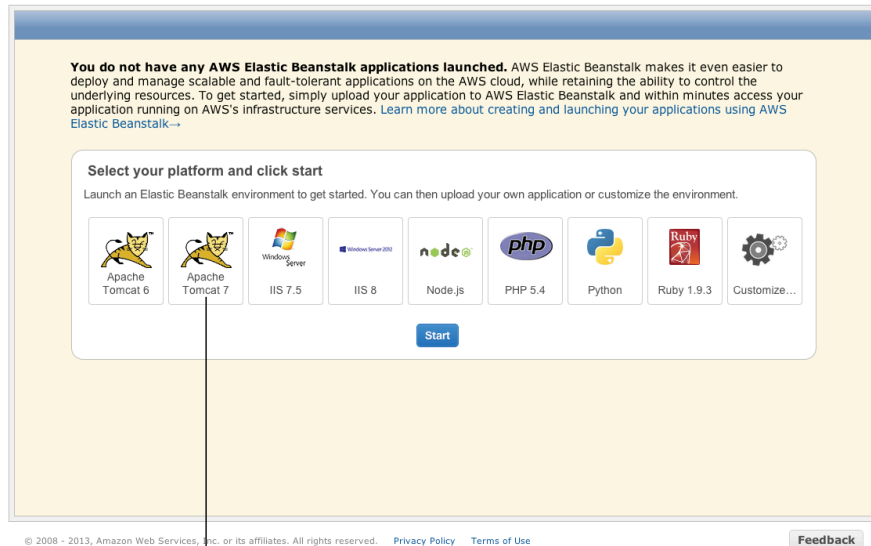 You do not have any AWS Elastic Beanstalk applications launched. AWS Elastic Beanstalk makes it even easier to
deploy and manage scalable and fault-tolerant applications on the AWS cloud, while retaining the ability to control the
underlying resources. To get started, simply upload your application to AWS Elastic Beanstalk and within minutes access your
application running on AWS's infrastructure services. Learn more about creating and launching your applications using AWS
Elastic Beanstalk→
Select your platform and click start
Launch an Elastic Beanstalk environment to get started. You can then upload your own application or customize the environment.
Windows Server
Windows Server 2012
node
php
Ruby
Apache Tomcat 6
Apache Tomcat 7
IIS 7.5
IIS 8
Node.js
PHP 5.4
Python
Ruby 1.9.3
Customize...
Start
© 2008 - 2013, Amazon Web Services, Inc. or its affiliates. All rights reserved. Privacy Policy Terms of Use
Feedback